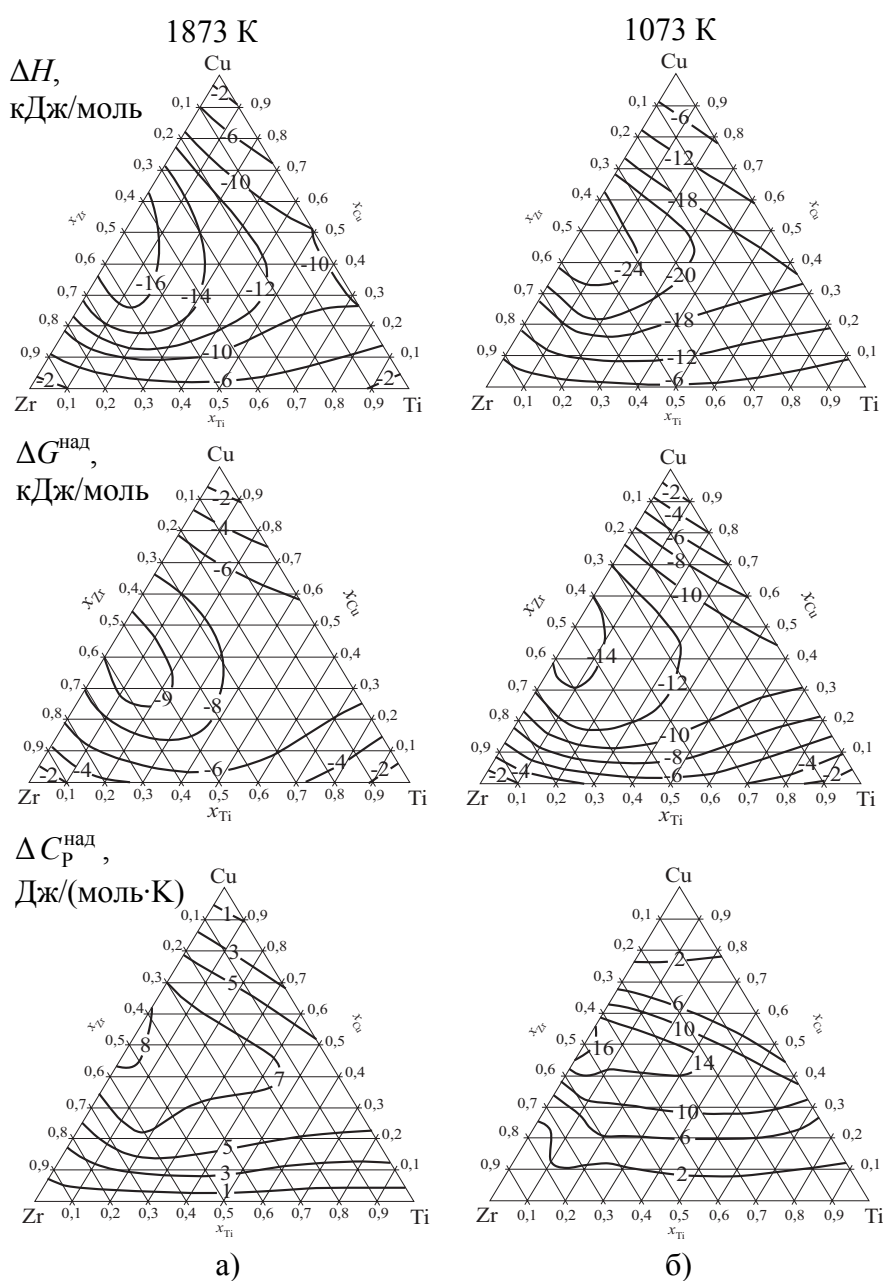 1873 К
1073 К
ΔH,
кДж/моль
Cu
-2
0,1 0,9
0,2 -6 0,8
0,3 0,7
-10
0,4 0,6
x_Zr x_Cu
0,5 0,5
0,6 -10 0,4
-16 -14 -12
0,7 0,3
0,8 0,2
-10
0,9 0,1
-2 -6 -2
Zr 0,1 0,2 0,3 0,4 0,5 0,6 0,7 0,8 0,9 Ti
x_Ti
Cu
0,1 0,9
-6
0,2 0,8
-12
0,3 0,7
-18
0,4 0,6
x_Zr x_Cu
0,5 0,5
0,6 -24 -20 0,4
0,7 0,3
-18
0,8 0,2
0,9 -12 0,1
-6
Zr 0,1 0,2 0,3 0,4 0,5 0,6 0,7 0,8 0,9 Ti
x_Ti
ΔG^над,
кДж/моль
Cu
0,1 -2 0,9
0,2 -4 0,8
0,3 -6 0,7
0,4 0,6
x_Zr x_Cu
0,5 0,5
0,6 0,4
0,7 -9 -8 0,3
0,8 0,2
0,9 0,1
-2 -4 -6 -4 -2
Zr 0,1 0,2 0,3 0,4 0,5 0,6 0,7 0,8 0,9 Ti
x_Ti
Cu
-2
0,1 0,9
-4
0,2 -6 0,8
0,3 -8 0,7
0,4 -10 0,6
x_Zr x_Cu
0,5 0,5
0,6 -14 0,4
0,7 -12 0,3
0,8 -10 0,2
0,9 -8 0,1
-2 -4 -6 -4 -2
Zr 0,1 0,2 0,3 0,4 0,5 0,6 0,7 0,8 0,9 Ti
x_Ti
ΔC_P^над,
Дж/(моль·К)
Cu
0,1 1 0,9
0,2 3 0,8
0,3 5 0,7
0,4 0,6
x_Zr x_Cu
0,5 8 0,5
0,6 7 0,4
0,7 0,3
0,8 5 0,2
0,9 3 0,1
1
Zr 0,1 0,2 0,3 0,4 0,5 0,6 0,7 0,8 0,9 Ti
x_Ti
Cu
0,1 0,9
0,2 2 0,8
0,3 0,7
6
0,4 0,6
x_Zr 10 x_Cu
0,5 16 0,5
14
0,6 0,4
0,7 10 0,3
0,8 6 0,2
0,9 2 0,1
Zr 0,1 0,2 0,3 0,4 0,5 0,6 0,7 0,8 0,9 Ti
x_Ti
а)
б)